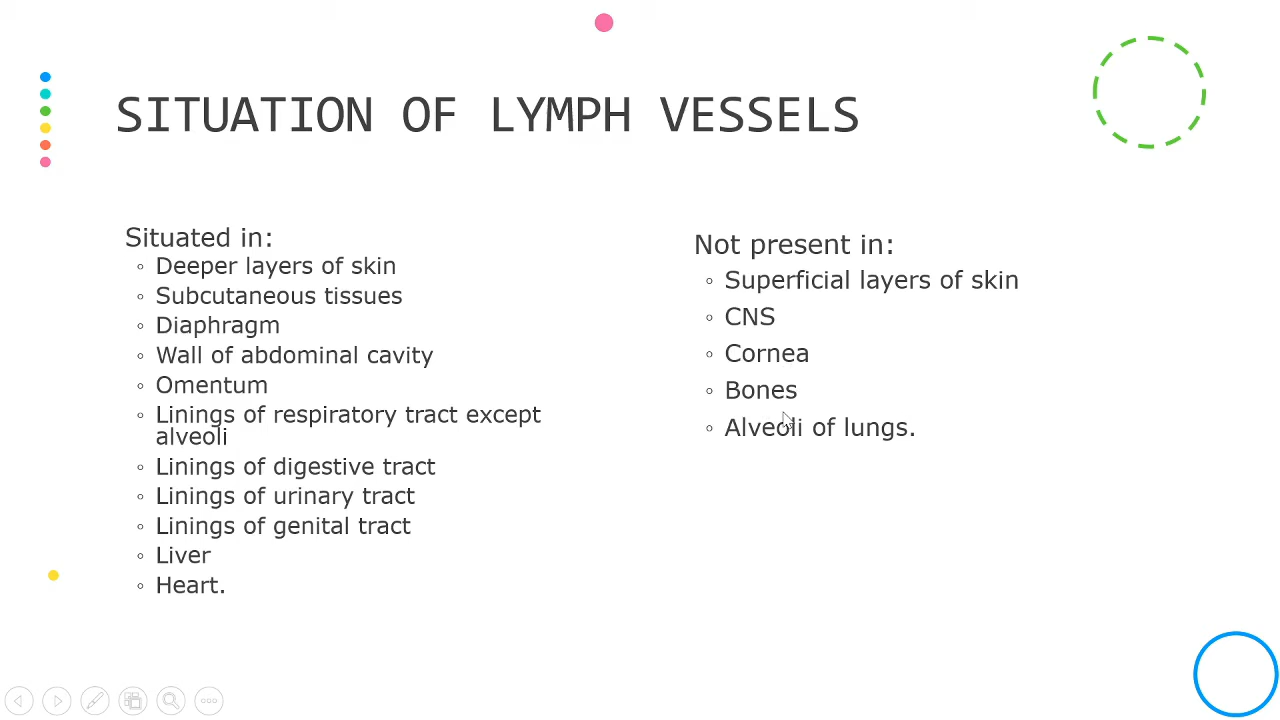 SITUATION OF LYMPH VESSELS
Situated in:
◦ Deeper layers of skin
◦ Subcutaneous tissues
◦ Diaphragm
◦ Wall of abdominal cavity
◦ Omentum
◦ Linings of respiratory tract except
alveoli
◦ Linings of digestive tract
◦ Linings of urinary tract
◦ Linings of genital tract
◦ Liver
◦ Heart.
Not present in:
◦ Superficial layers of skin
◦ CNS
◦ Cornea
◦ Bones
◦ Alveoli of lungs.